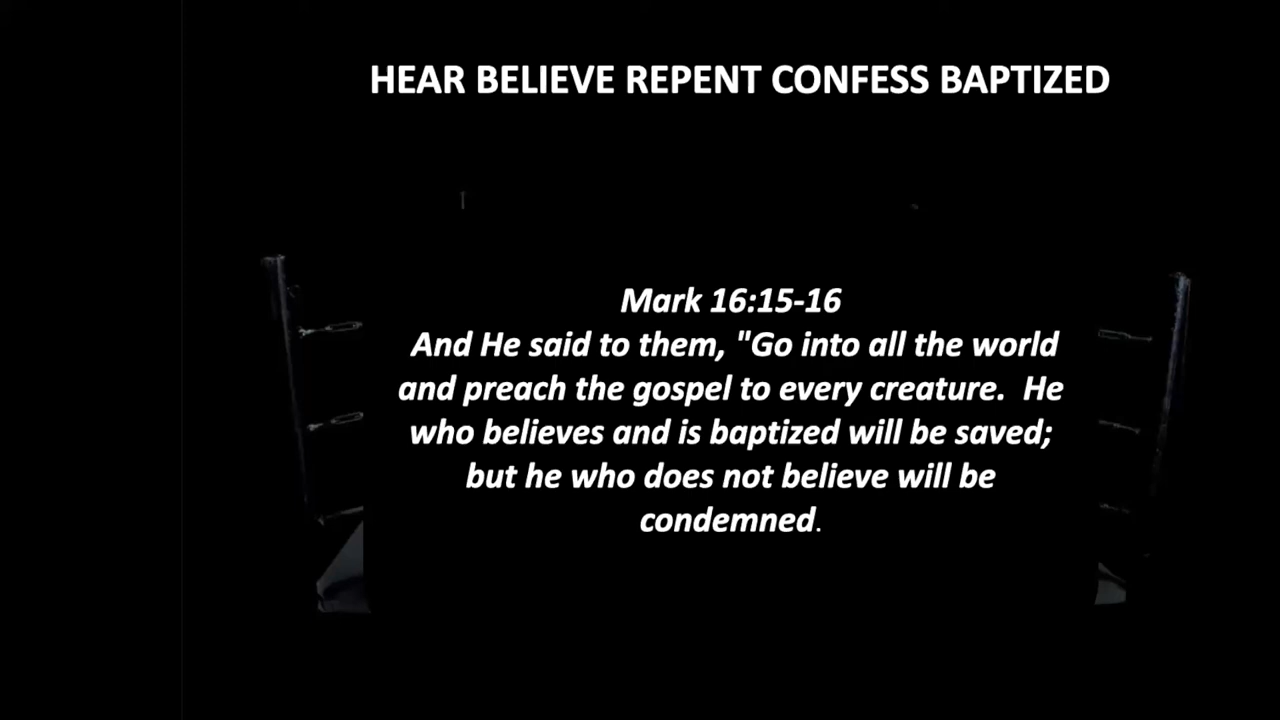 HEAR BELIEVE REPENT CONFESS BAPTIZED
Mark 16:15-16
And He said to them, "Go into all the world
and preach the gospel to every creature.  He
who believes and is baptized will be saved;
but he who does not believe will be
condemned.